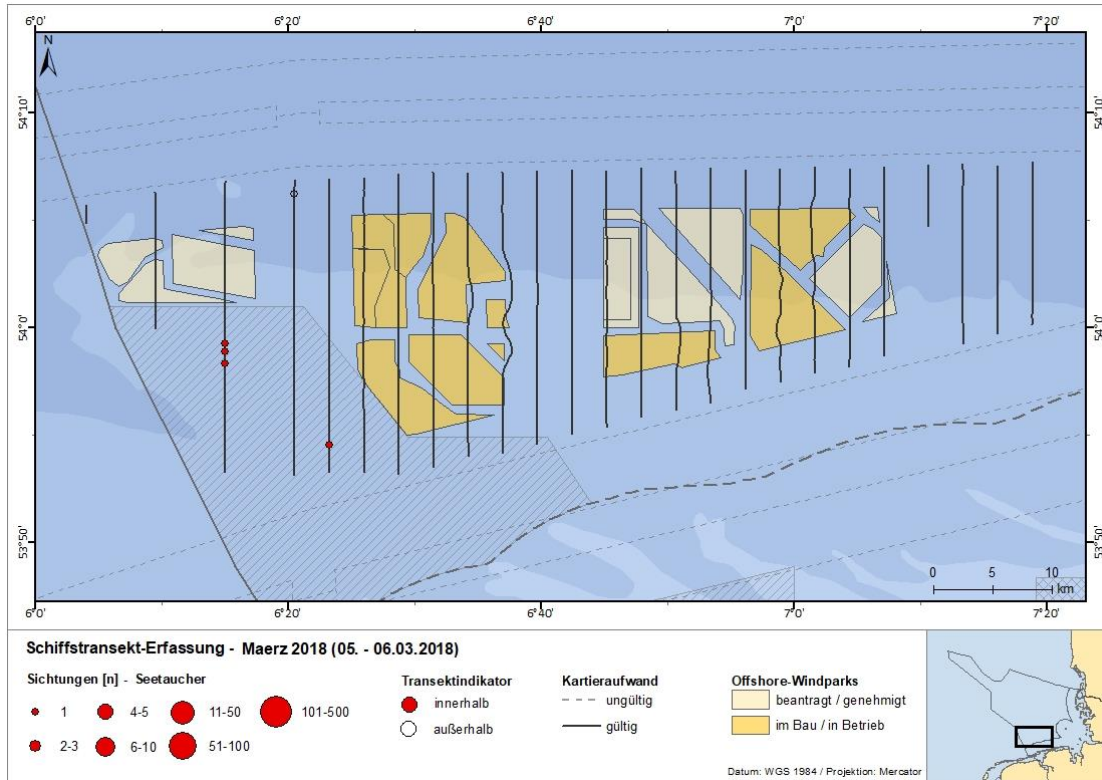 6°0' 6°20' 6°40' 7°0' 7°20'
N
54°10' 54°10'
54°0' 54°0'
53°50' 53°50'
0 5 10
km
6°0' 6°20' 6°40' 7°0' 7°20'
Schiffstransekt-Erfassung - Maerz 2018 (05. - 06.03.2018)
Sichtungen [n] - Seetaucher
1 4-5 11-50 101-500
2-3 6-10 51-100
Transektindikator
innerhalb
außerhalb
Kartieraufwand
ungültig
gültig
Offshore-Windparks
beantragt / genehmigt
im Bau / in Betrieb
Datum: WGS 1984 / Projektion: Mercator